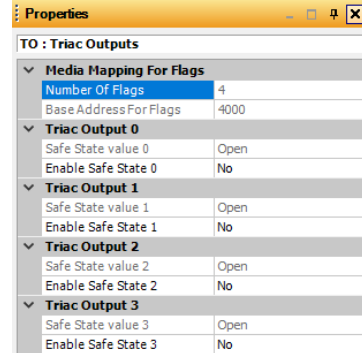 Properties
TO : Triac Outputs
Media Mapping For Flags
Number Of Flags 4
Base Address For Flags 4000
Triac Output 0
Safe State value 0 Open
Enable Safe State 0 No
Triac Output 1
Safe State value 1 Open
Enable Safe State 1 No
Triac Output 2
Safe State value 2 Open
Enable Safe State 2 No
Triac Output 3
Safe State value 3 Open
Enable Safe State 3 No